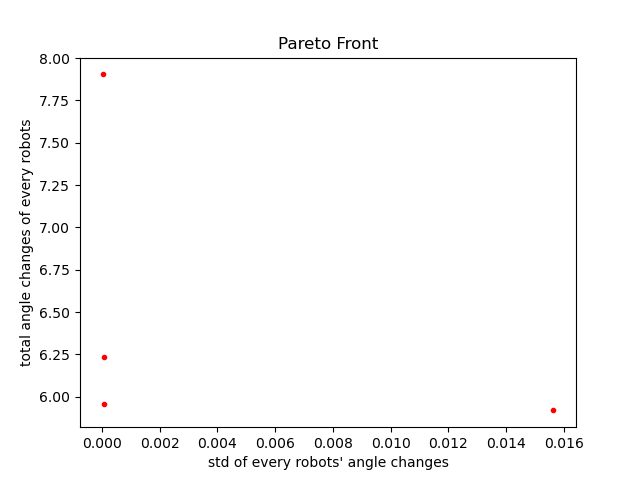 Pareto Front
total angle changes of every robots
8.00
7.75
7.50
7.25
7.00
6.75
6.50
6.25
6.00
0.000 0.002 0.004 0.006 0.008 0.010 0.012 0.014 0.016
std of every robots' angle changes